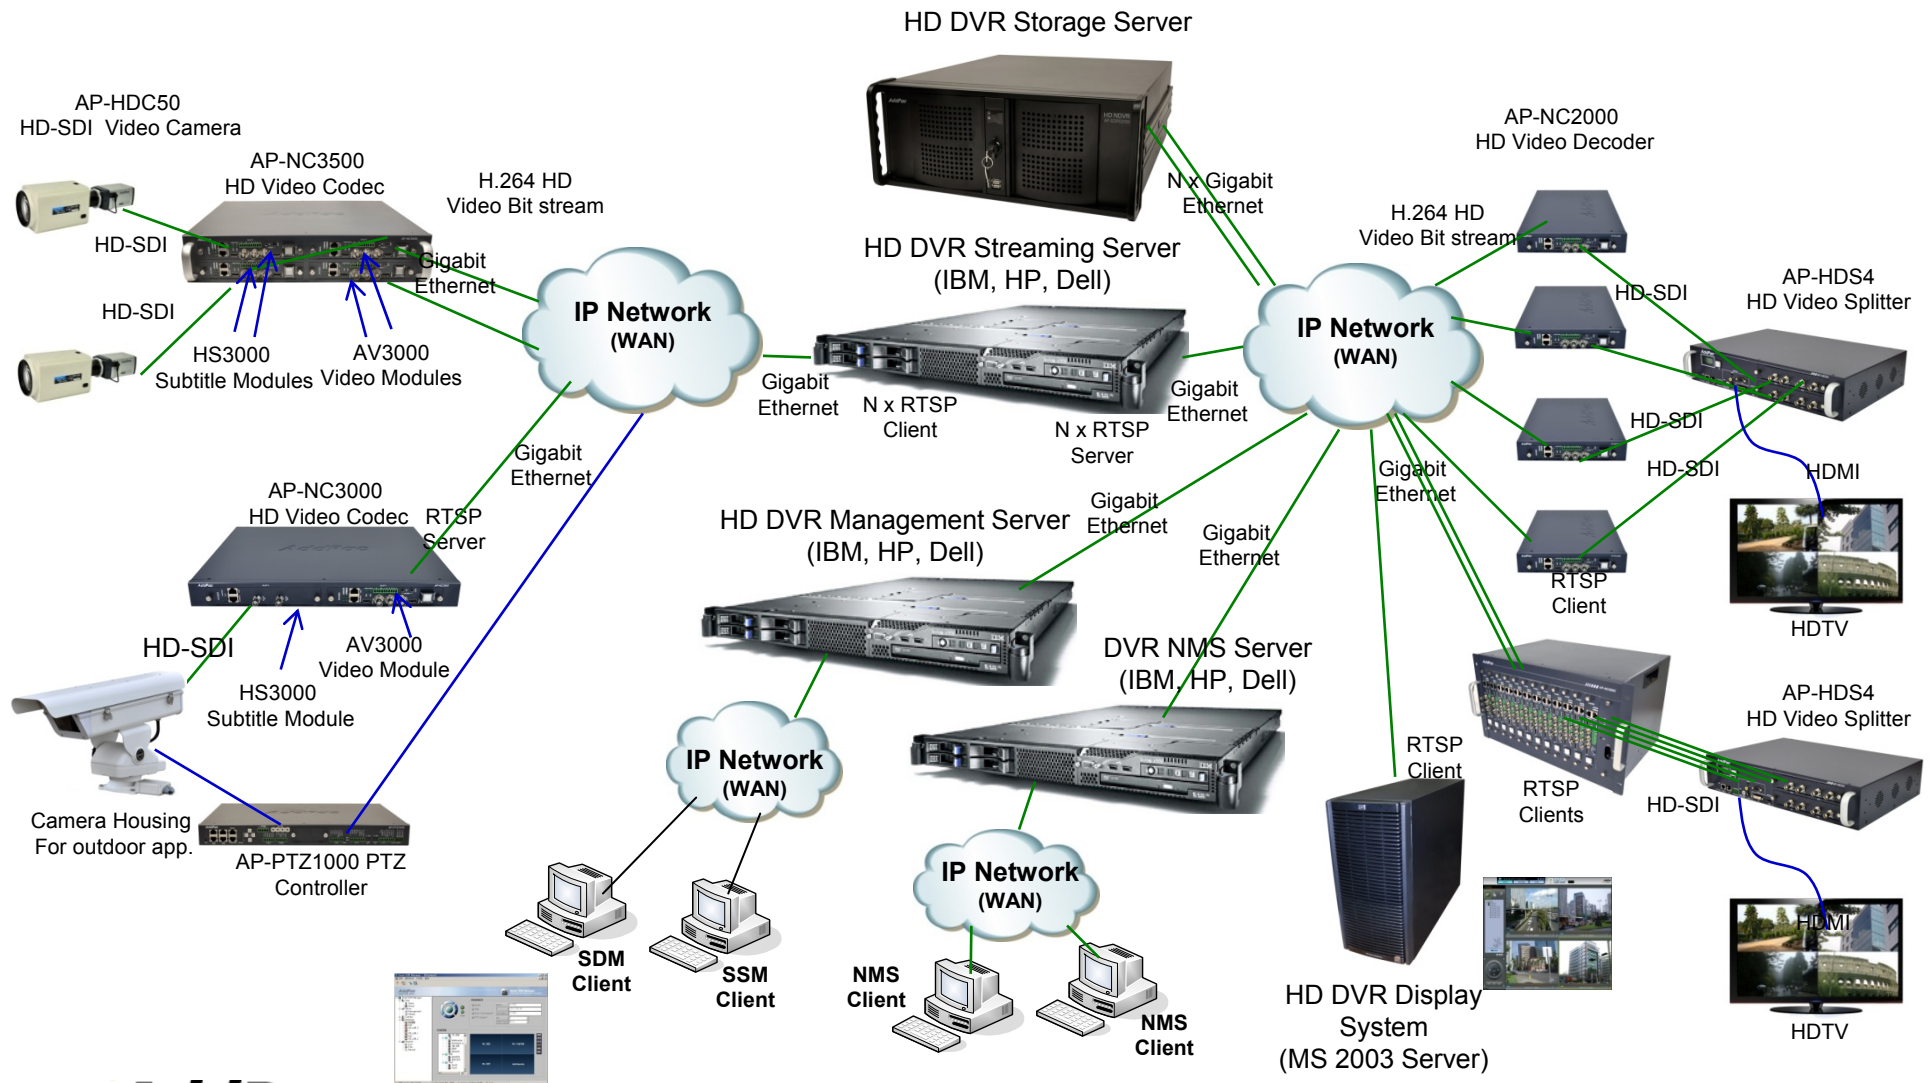 HD DVR Storage Server
AP-HDC50
HD-SDI Video Camera
AP-NC3500
HD Video Codec
H.264 HD
Video Bit stream
HD-SDI
HD-SDI
Gigabit
Ethernet
HS3000
Subtitle Modules
AV3000
Video Modules
IP Network
(WAN)
N x Gigabit
Ethernet
HD DVR Streaming Server
(IBM, HP, Dell)
Gigabit
Ethernet
N x RTSP
Client
N x RTSP
Server
Gigabit
Ethernet
IP Network
(WAN)
AP-NC2000
HD Video Decoder
H.264 HD
Video Bit stream
HD-SDI
HD-SDI
HD-SDI
AP-HDS4
HD Video Splitter
HDMI
HDTV
RTSP
Client
Gigabit
Ethernet
Gigabit
Ethernet
AP-NC3000
HD Video Codec
RTSP
Server
AddPac
HD-SDI
AV3000
Video Module
HS3000
Subtitle Module
Camera Housing
For outdoor app.
AP-PTZ1000 PTZ
Controller
HD DVR Management Server
(IBM, HP, Dell)
Gigabit
Ethernet
Gigabit
Ethernet
DVR NMS Server
(IBM, HP, Dell)
IP Network
(WAN)
SDM
Client
SSM
Client
IP Network
(WAN)
NMS
Client
NMS
Client
RTSP
Client
HD DVR Display
System
(MS 2003 Server)
RTSP
Clients
HD-SDI
AP-HDS4
HD Video Splitter
HDMI
HDTV